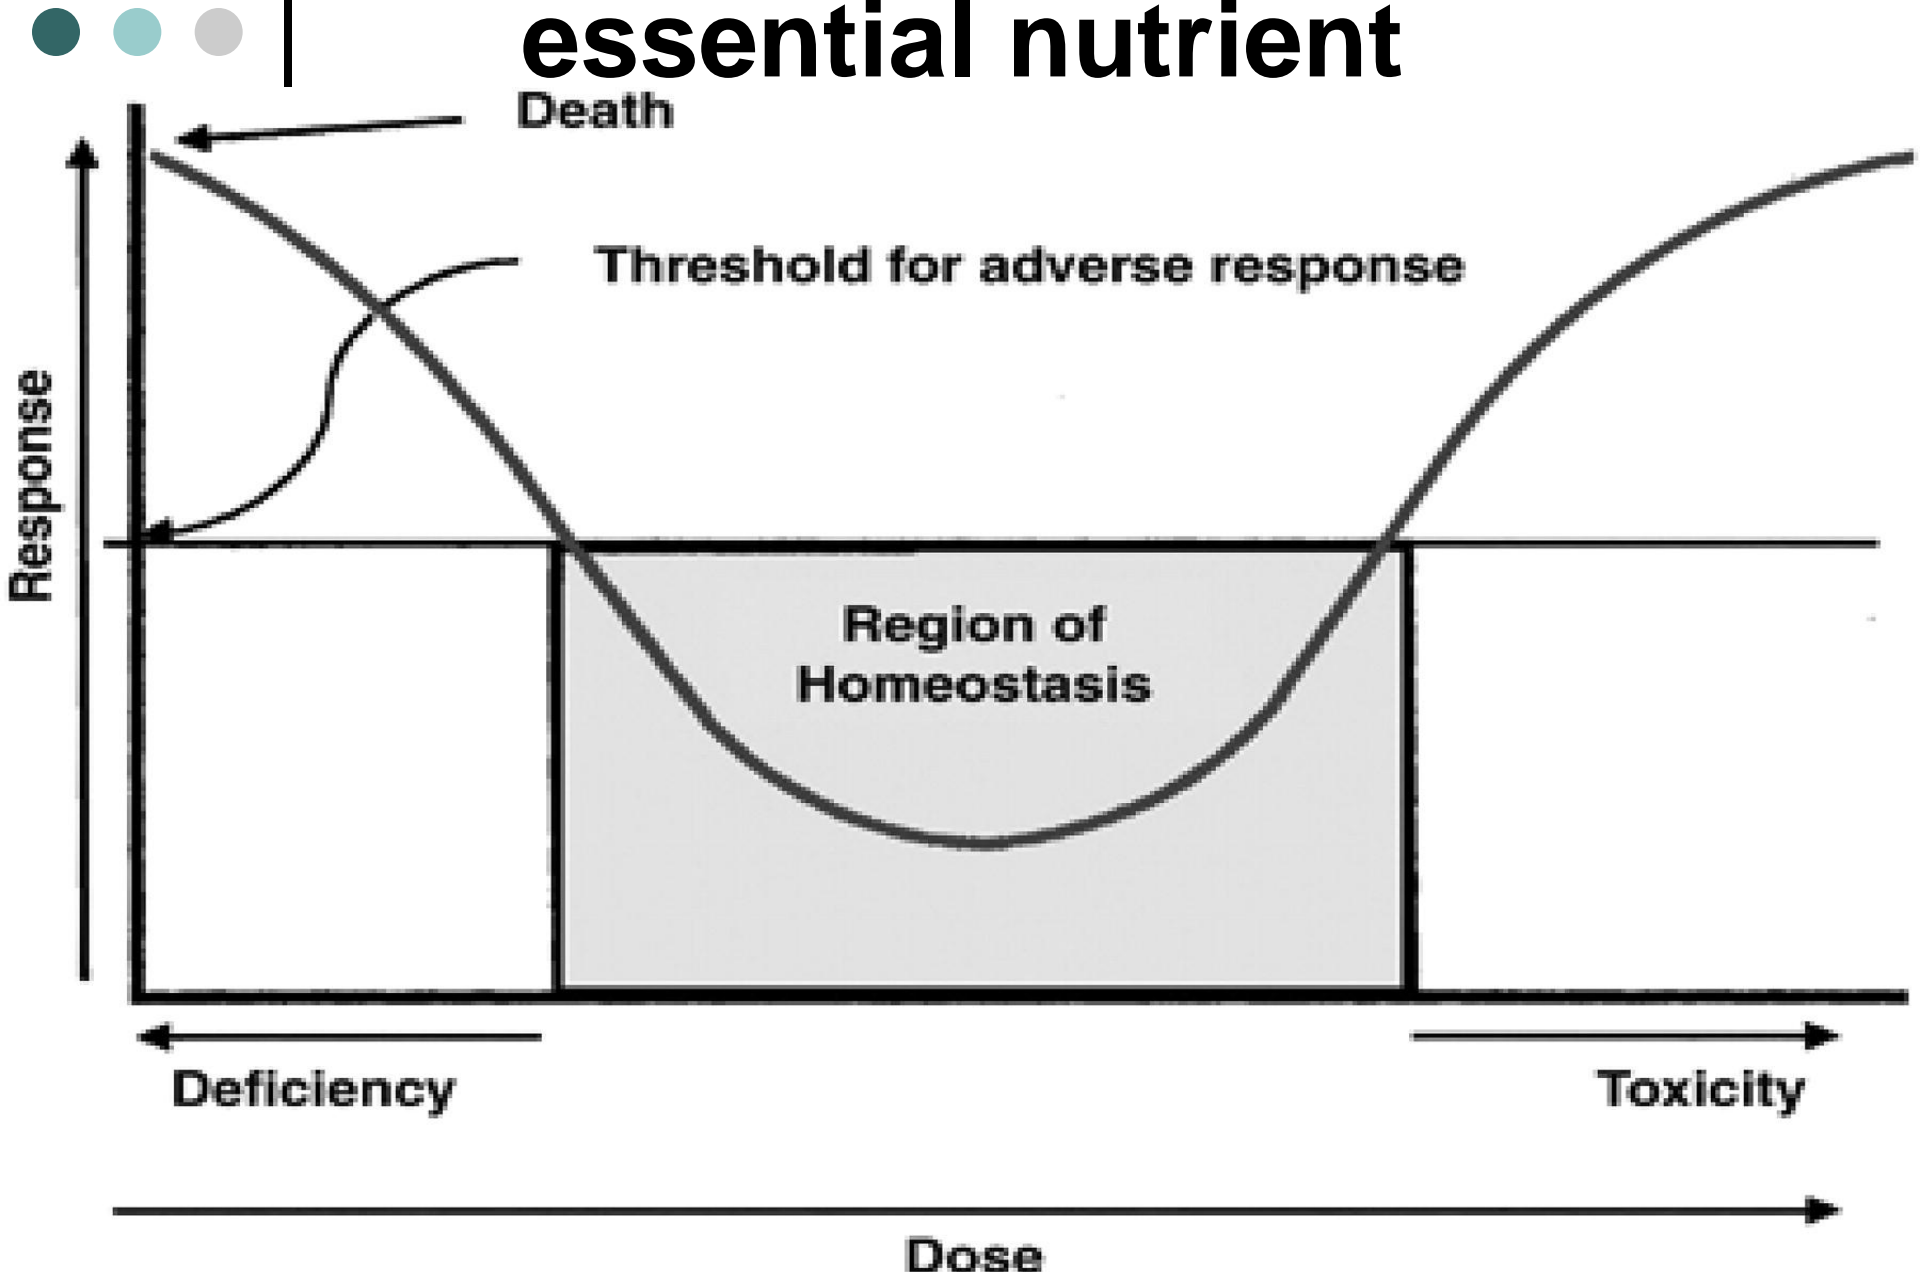 essential nutrient
Death
Threshold for adverse response
Response
Region of
Homeostasis
Deficiency
Toxicity
Dose